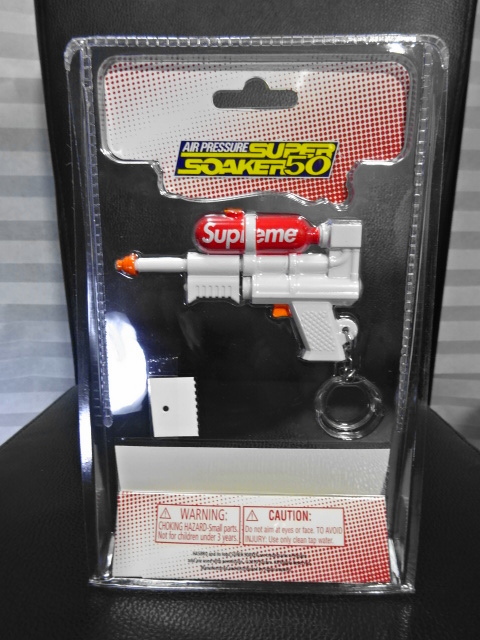 AIR PRESSURE SUPER
SOAKER 50
Supreme
WARNING:
CHOKING HAZARD-Small parts.
Not for children under 3 years.
CAUTION:
Do not aim at eyes or face. TO AVOID
INJURY: Use only clean tap water.